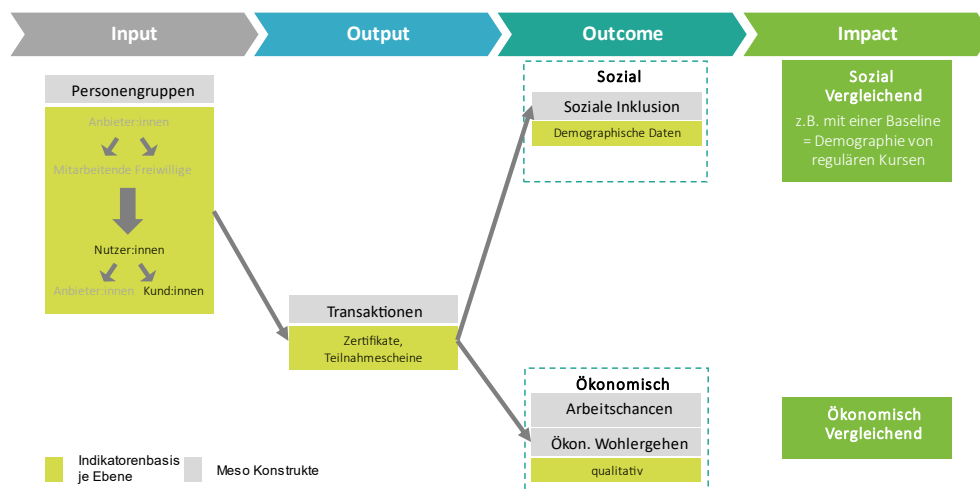 Input
Output
Outcome
Impact
Personengruppen
Anbieter:innen
Mitarbeitende Freiwillige
Nutzer:innen
Anbieter:innen Kund:innen
Transaktionen
Zertifikate,
Teilnahmescheine
Sozial
Soziale Inklusion
Demographische Daten
Ökonomisch
Arbeitschancen
Ökon. Wohlergehen
qualitativ
Sozial
Vergleichend
z.B. mit einer Baseline
= Demographie von
regulären Kursen
Ökonomisch
Vergleichend
Indikatorenbasis
je Ebene
Meso Konstrukte